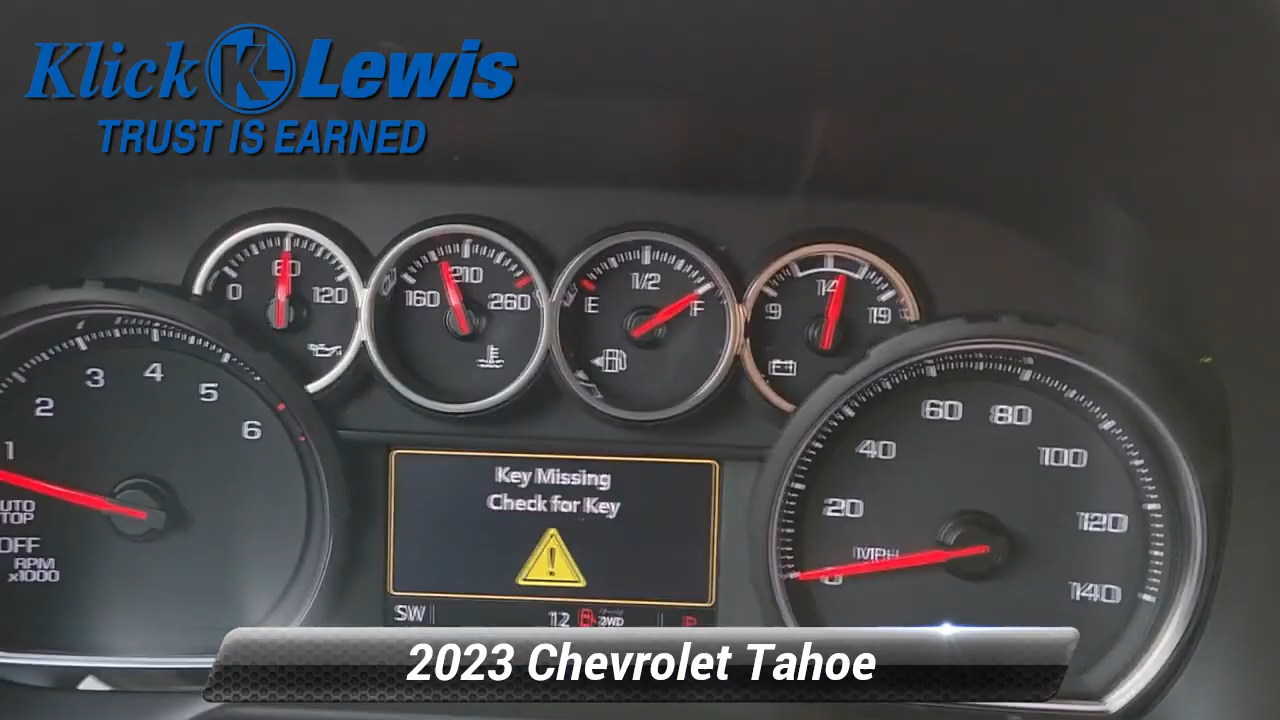 Klick KL Lewis
TRUST IS EARNED
0 60 120
160 210 260
E 1/2 F
9 14 19
1 2 3 4 5 6
OFF
RPM
x1000
Key Missing
Check for Key
!
SW 12 2WD P
0 20 40 60 80 100 120 140
MPH
2023 Chevrolet Tahoe